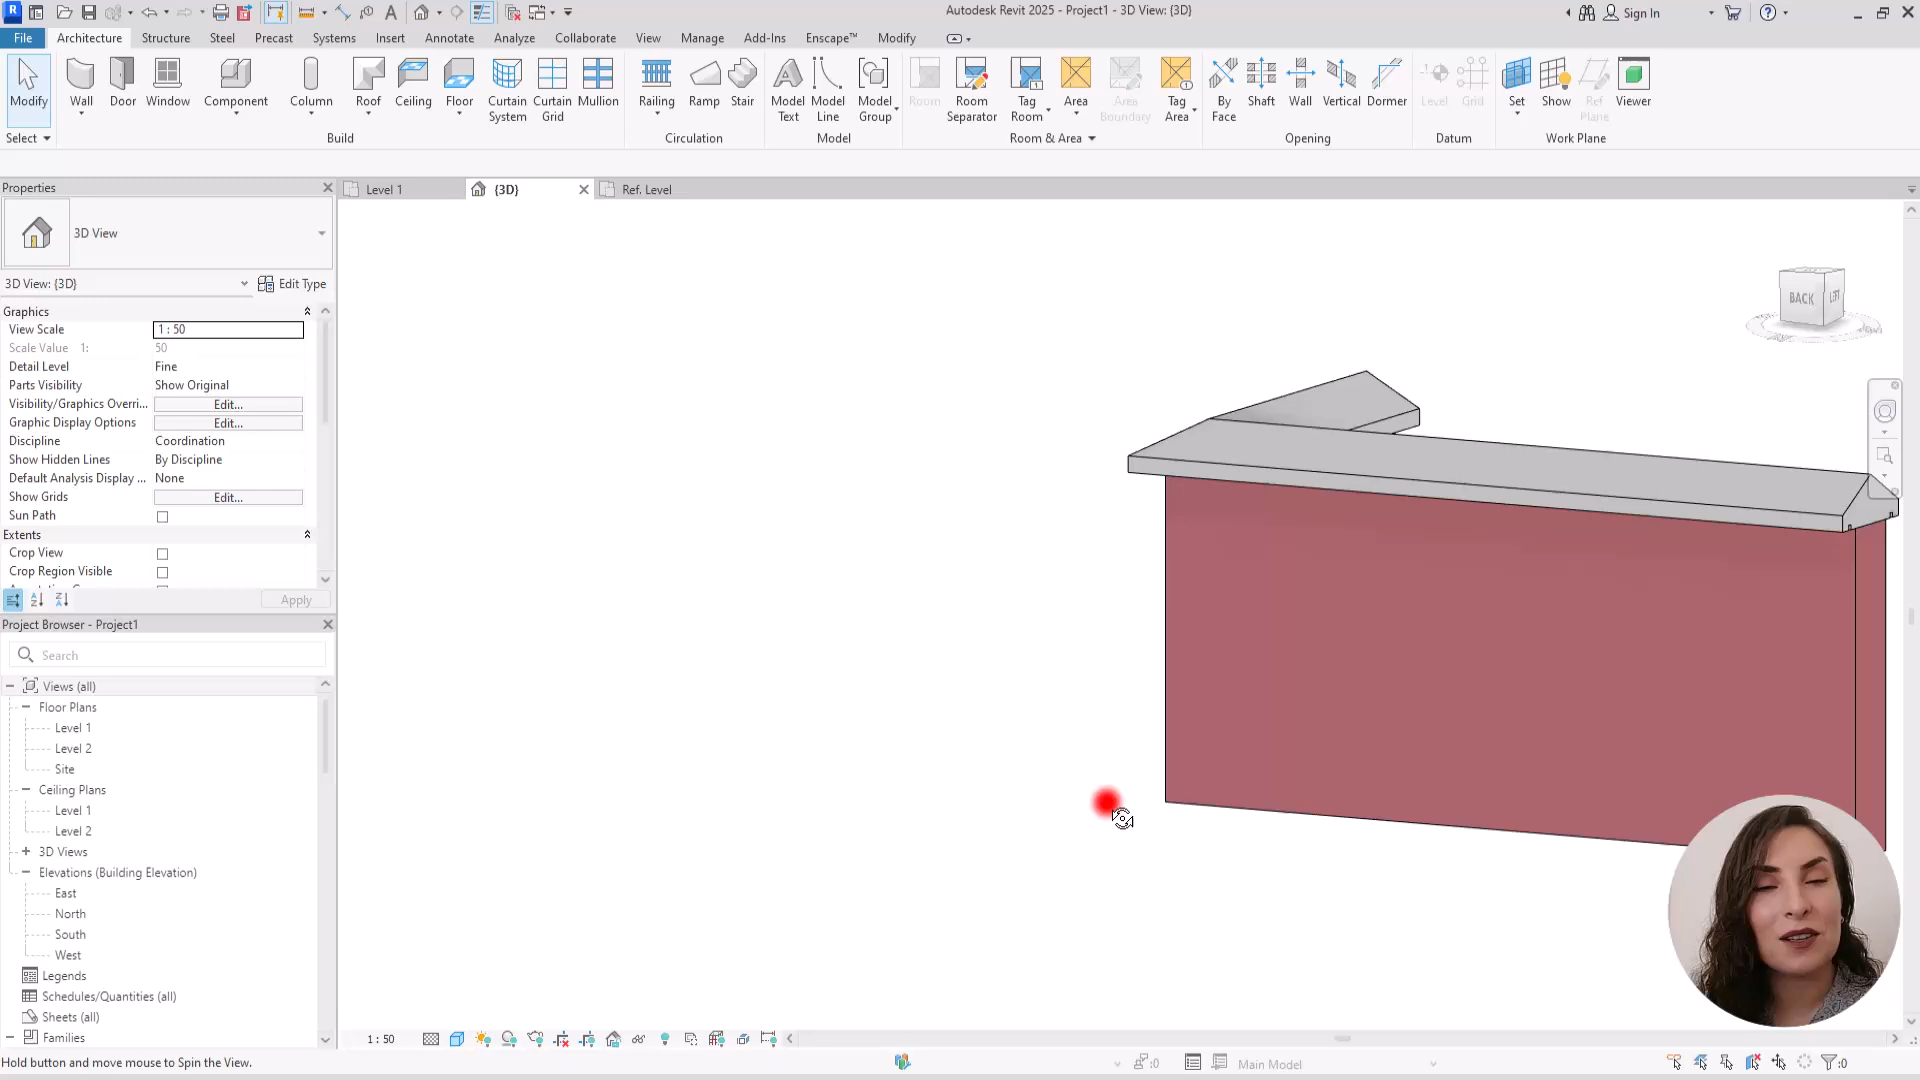 Autodesk Revit 2025 - Project1 - 3D View: {3D}
Sign In
File Architecture Structure Steel Precast Systems Insert Annotate Analyze Collaborate View Manage Add-Ins Enscape™ Modify
Modify
Wall Door Window Component Column Roof Ceiling Floor Curtain System Curtain Grid Mullion
Railing Ramp Stair
Model Text Model Line Model Group
Room Room Separator Tag Room Area Area Boundary Tag Area
By Face Shaft Wall Vertical Dormer
Level Grid
Set Show Ref Plane Viewer
Select Build Circulation Model Room & Area Opening Datum Work Plane
Properties
Level 1 {3D} Ref. Level
3D View
3D View: {3D} Edit Type
Graphics
View Scale 1 : 50
Scale Value 1: 50
Detail Level Fine
Parts Visibility Show Original
Visibility/Graphics Overri... Edit...
Graphic Display Options Edit...
Discipline Coordination
Show Hidden Lines By Discipline
Default Analysis Display ... None
Show Grids Edit...
Sun Path
Extents
Crop View
Crop Region Visible
Apply
Project Browser - Project1
Search
Views (all)
Floor Plans
Level 1
Level 2
Site
Ceiling Plans
Level 1
Level 2
3D Views
Elevations (Building Elevation)
East
North
South
West
Legends
Schedules/Quantities (all)
Sheets (all)
Families
BACK LEFT
1 : 50
Hold button and move mouse to Spin the View.
:0
Main Model
:0